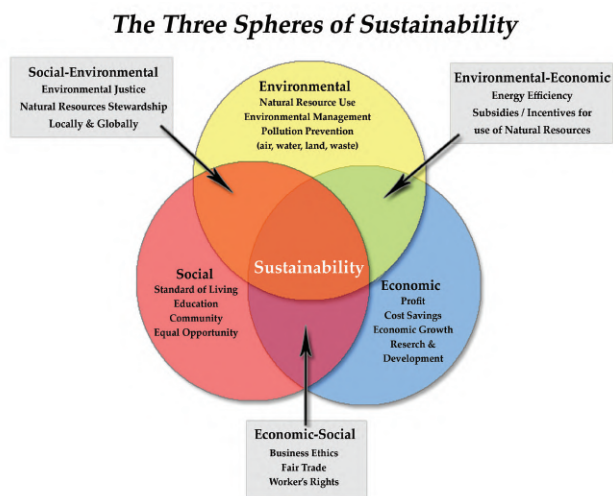 The Three Spheres of Sustainability
Social-Environmental
Environmental Justice
Natural Resources Stewardship
Locally & Globally
Environmental
Natural Resource Use
Environmental Management
Pollution Prevention
(air, water, land, waste)
Environmental-Economic
Energy Efficiency
Subsidies / Incentives for
use of Natural Resources
Social
Standard of Living
Education
Community
Equal Opportunity
Sustainability
Economic
Profit
Cost Savings
Economic Growth
Reserch &
Development
Economic-Social
Business Ethics
Fair Trade
Worker's Rights